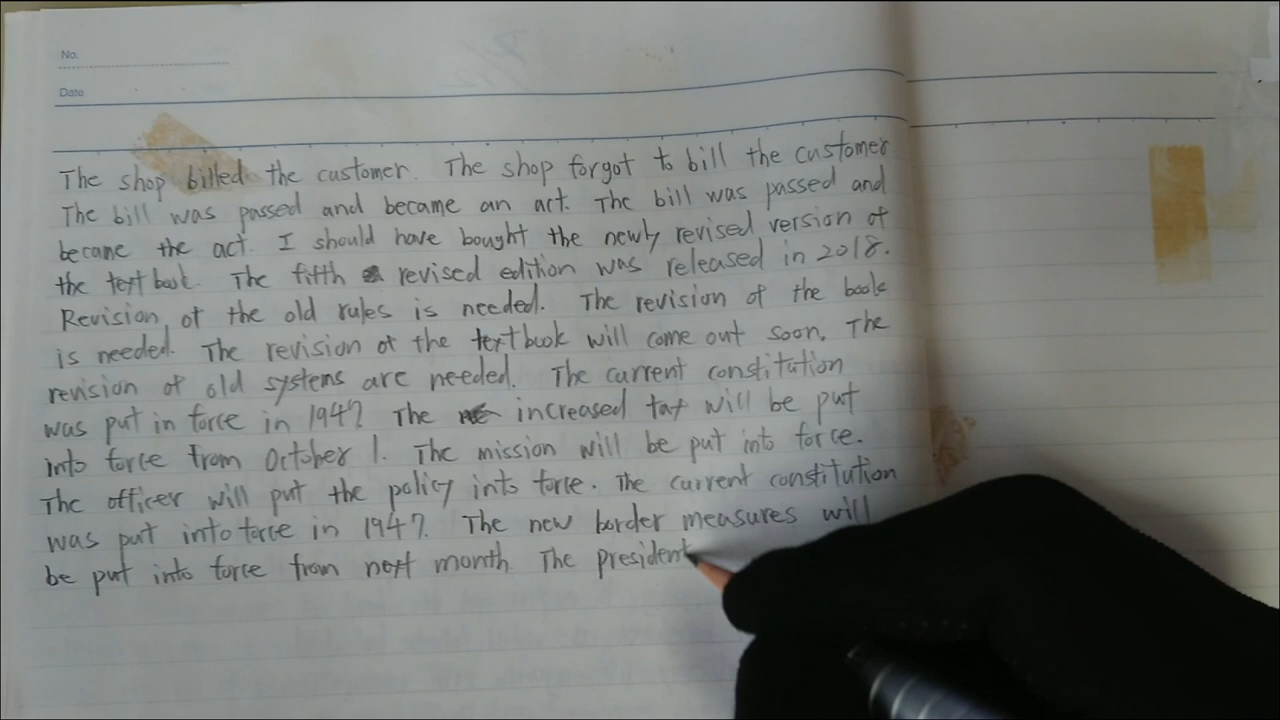 No.
Date
The shop billed the customer. The shop forgot to bill the customer
The bill was passed and became an act. The bill was passed and
became the act. I should have bought the newly revised version of
the textbook. The fifth revised edition was released in 2018.
Revision of the old rules is needed. The revision of the book
is needed. The revision of the textbook will come out soon. The
revision of old systems are needed. The current constitution
was put in force in 1947. The increased tax will be put
into force from October 1. The mission will be put into force.
The officer will put the policy into force. The current constitution
was put into force in 1947. The new border measures will
be put into force from next month. The president